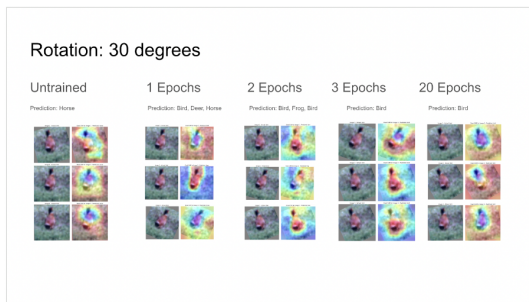 Rotation: 30 degrees
Untrained
1 Epochs
2 Epochs
3 Epochs
20 Epochs
Prediction: Horse
Prediction: Bird, Deer, Horse
Prediction: Bird, Frog, Bird
Prediction: Bird
Prediction: Bird